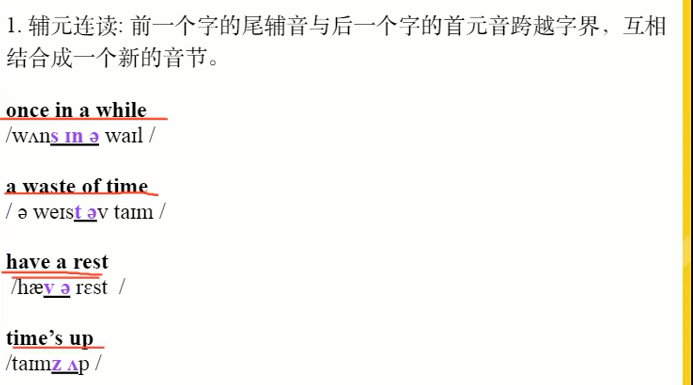 1. 辅元连读: 前一个字的尾辅音与后一个字的首元音跨越字界，互相
结合成一个新的音节。
once in a while
/wʌns ɪn ə waɪl /
a waste of time
/ ə weɪst əv taɪm /
have a rest
/hæv ə rɛst /
time’s up
/taɪmz ʌp /